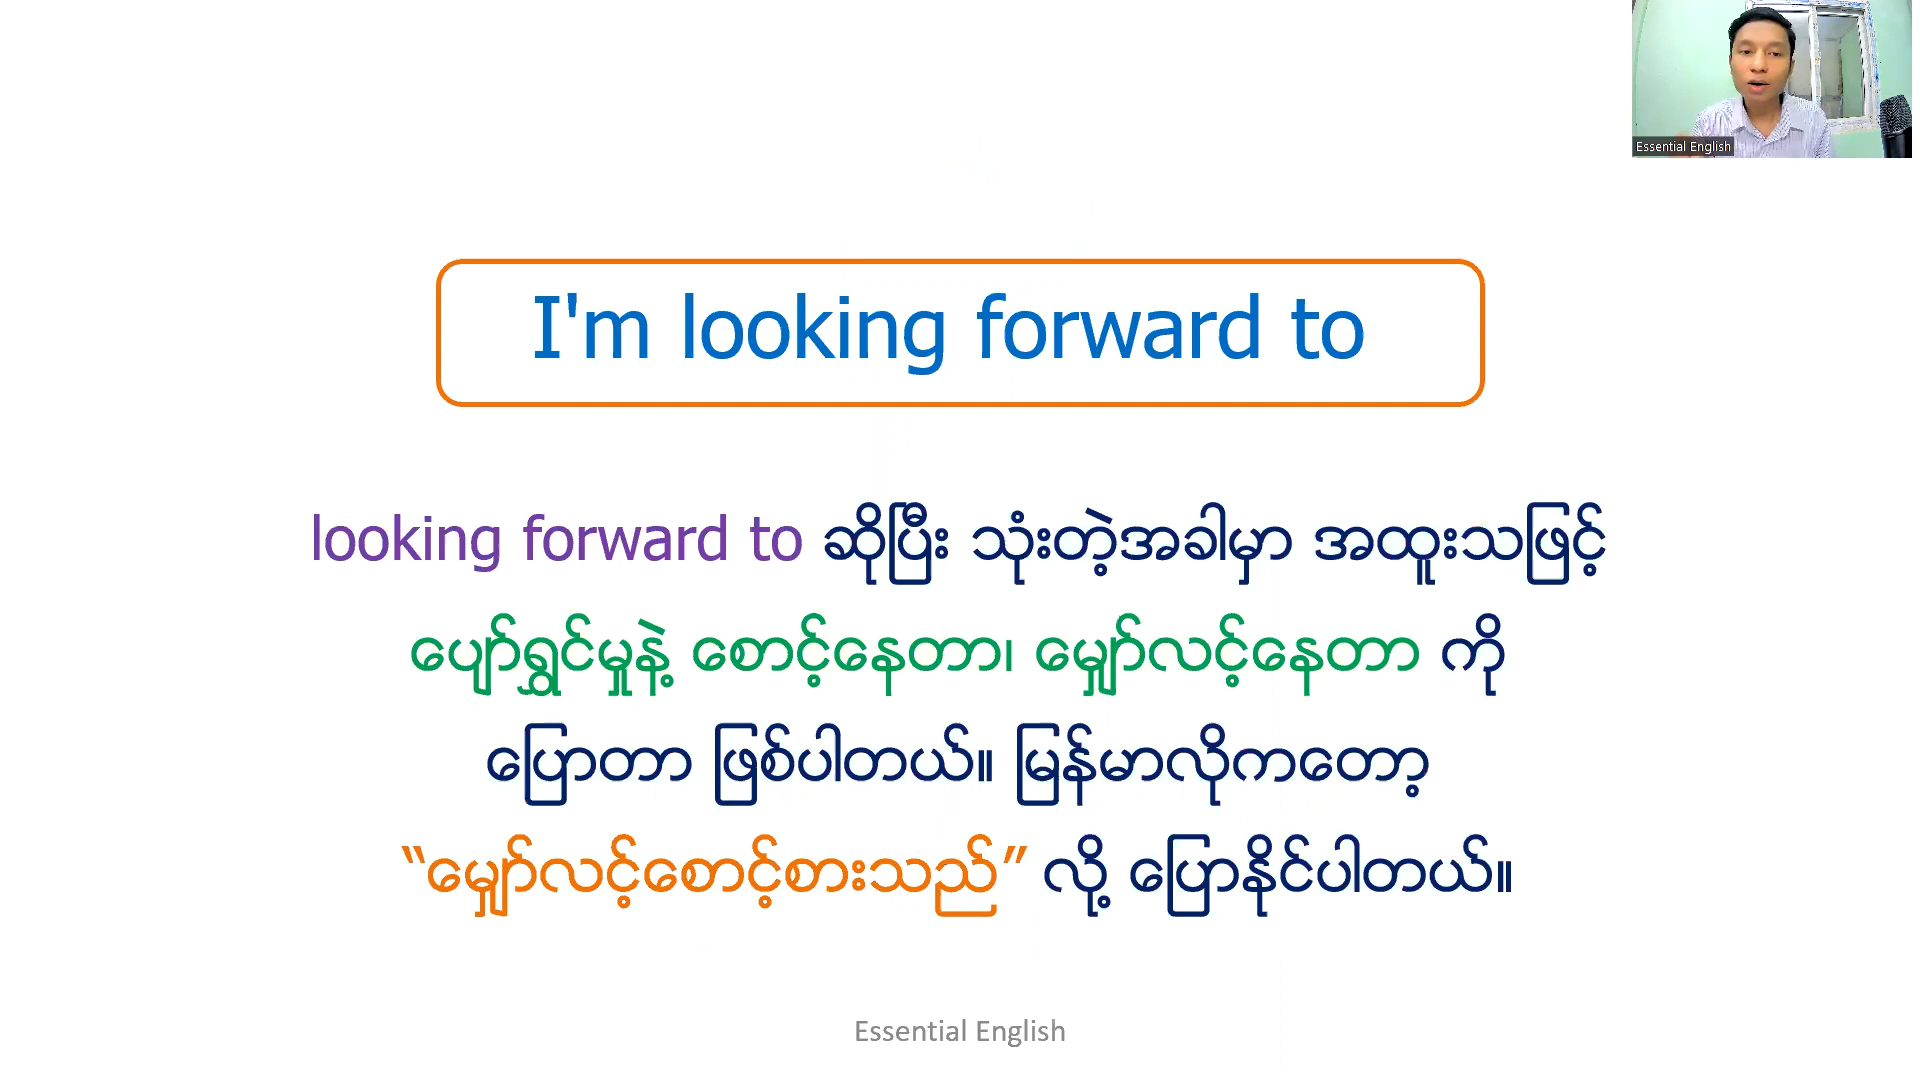 Essential English
I'm looking forward to
looking forward to ဆိုပြီး သုံးတဲ့အခါမှာ အထူးသဖြင့်
ပျော်ရွှင်မှုနဲ့ စောင့်နေတာ၊ မျှော်လင့်နေတာ ကို
ပြောတာ ဖြစ်ပါတယ်။ မြန်မာလိုကတော့
“မျှော်လင့်စောင့်စားသည်” လို့ ပြောနိုင်ပါတယ်။
Essential English